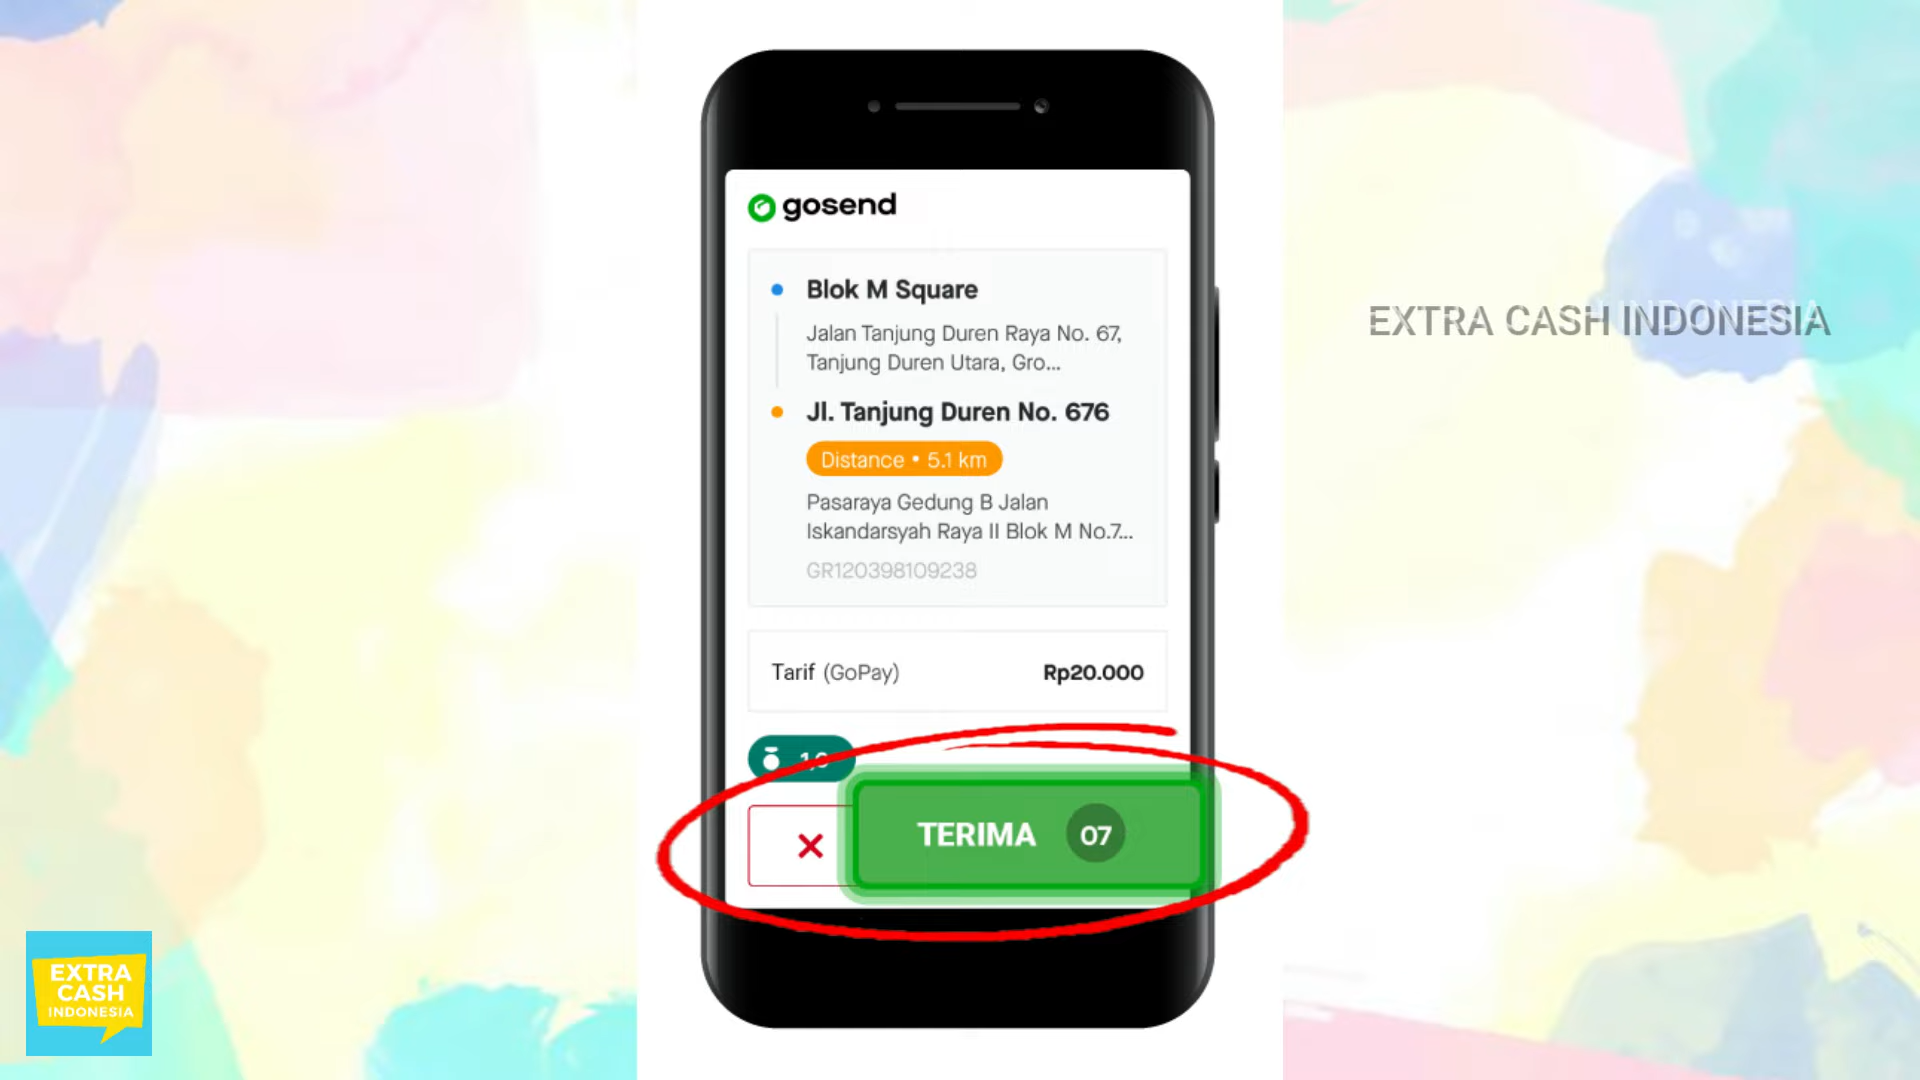 gosend
Blok M Square
Jalan Tanjung Duren Raya No. 67,
Tanjung Duren Utara, Gro...
Jl. Tanjung Duren No. 676
Distance • 5.1 km
Pasaraya Gedung B Jalan
Iskandarsyah Raya II Blok M No.7...
GR120398109238
Tarif (GoPay) Rp20.000
TERIMA 07
EXTRA CASH INDONESIA
EXTRA
CASH
INDONESIA